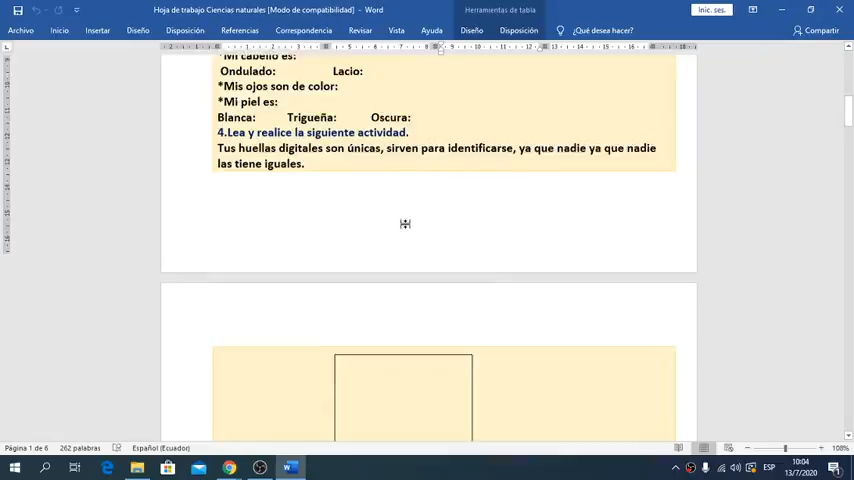 Hoja de trabajo Ciencias naturales [Modo de compatibilidad] - Word
Herramientas de tabla
Inic. ses.
Archivo Inicio Insertar Diseño Disposición Referencias Correspondencia Revisar Vista Ayuda Diseño Disposición ¿Qué desea hacer? Compartir
*Mi cabello es:
Ondulado: Lacio:
*Mis ojos son de color:
*Mi piel es:
Blanca: Trigueña: Oscura:
4.Lea y realice la siguiente actividad.
Tus huellas digitales son únicas, sirven para identificarse, ya que nadie ya que nadie
las tiene iguales.
Página 1 de 6 262 palabras Español (Ecuador) 108%
ESP
10:04
13/7/2020